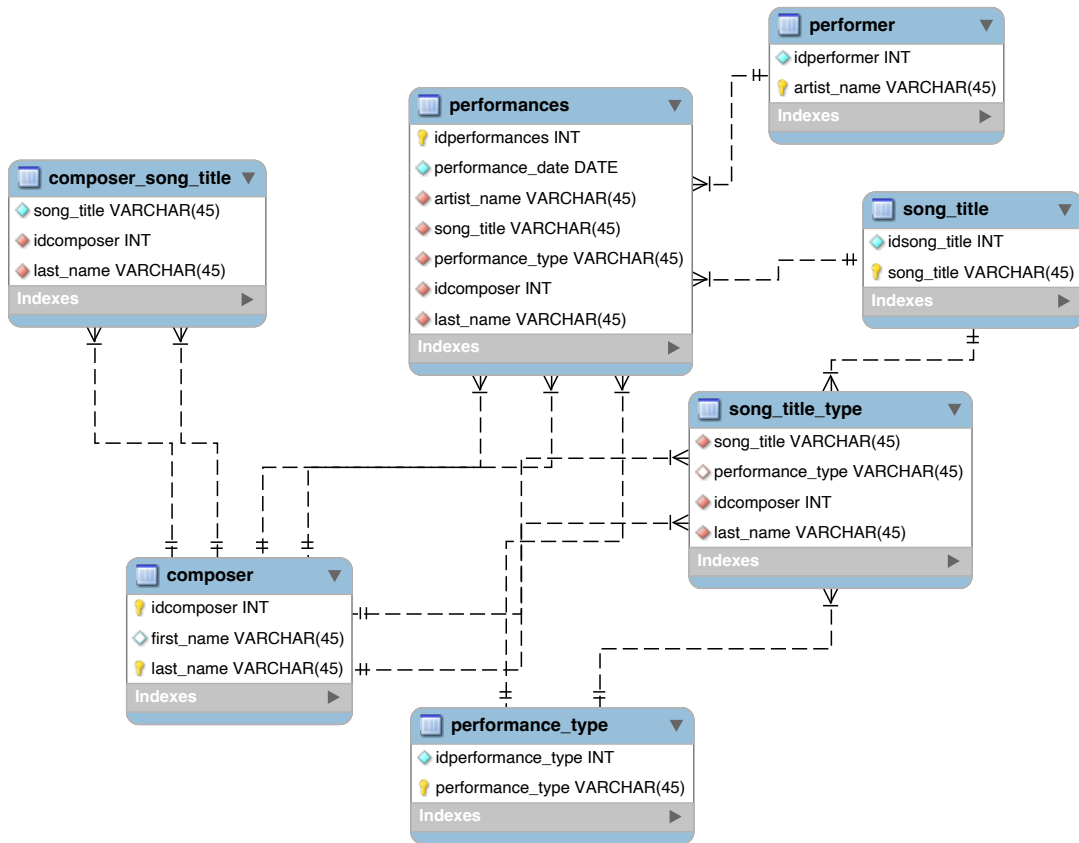 performer
idperformer INT
artist_name VARCHAR(45)
Indexes
performances
idperformances INT
performance_date DATE
artist_name VARCHAR(45)
song_title VARCHAR(45)
performance_type VARCHAR(45)
idcomposer INT
last_name VARCHAR(45)
Indexes
composer_song_title
song_title VARCHAR(45)
idcomposer INT
last_name VARCHAR(45)
Indexes
song_title
idsong_title INT
song_title VARCHAR(45)
Indexes
song_title_type
song_title VARCHAR(45)
performance_type VARCHAR(45)
idcomposer INT
last_name VARCHAR(45)
Indexes
composer
idcomposer INT
first_name VARCHAR(45)
last_name VARCHAR(45)
Indexes
performance_type
idperformance_type INT
performance_type VARCHAR(45)
Indexes